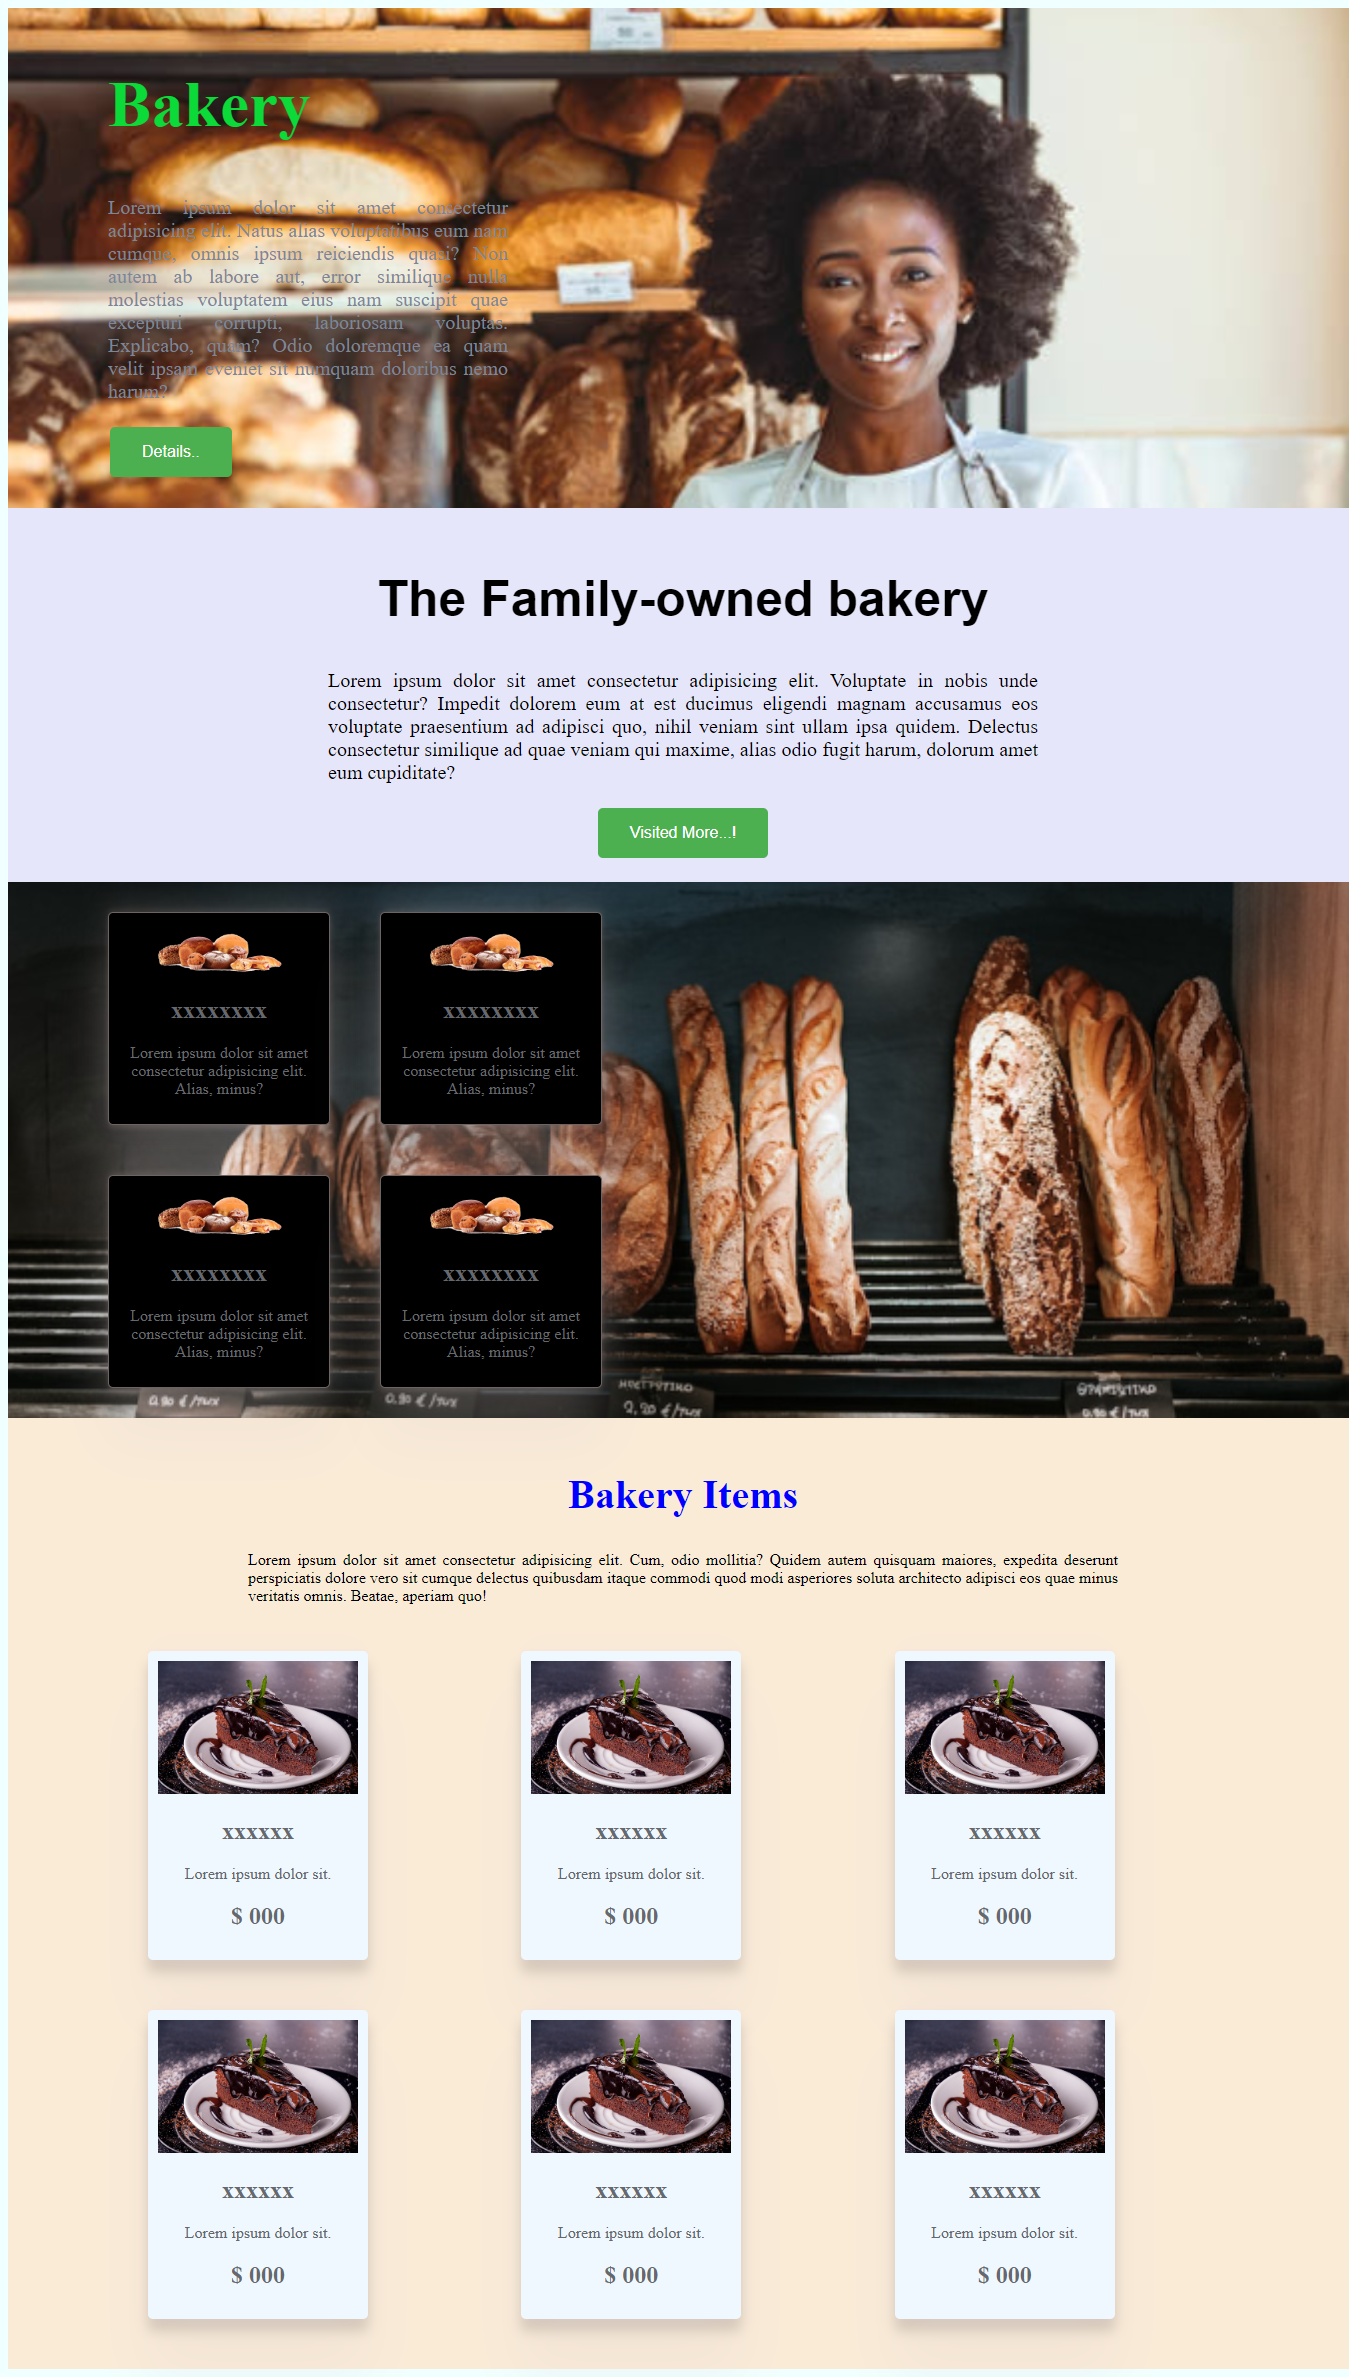 Bakery
Lorem ipsum dolor sit amet consectetur
adipisicing elit. Natus alias voluptatibus eum nam
cumque, omnis ipsum reiciendis quasi? Non
autem ab labore aut, error similique nulla
molestias voluptatem eius nam suscipit quae
excepturi corrupti, laboriosam voluptas.
Explicabo, quam? Odio doloremque ea quam
velit ipsam eveniet sit numquam doloribus nemo
harum?
Details..
The Family-owned bakery
Lorem ipsum dolor sit amet consectetur adipisicing elit. Voluptate in nobis unde
consectetur? Impedit dolorem eum at est ducimus eligendi magnam accusamus eos
voluptate praesentium ad adipisci quo, nihil veniam sint ullam ipsa quidem. Delectus
consectetur similique ad quae veniam qui maxime, alias odio fugit harum, dolorum amet
eum cupiditate?
Visited More...!
xxxxxxxx
Lorem ipsum dolor sit amet
consectetur adipisicing elit.
Alias, minus?
xxxxxxxx
Lorem ipsum dolor sit amet
consectetur adipisicing elit.
Alias, minus?
xxxxxxxx
Lorem ipsum dolor sit amet
consectetur adipisicing elit.
Alias, minus?
xxxxxxxx
Lorem ipsum dolor sit amet
consectetur adipisicing elit.
Alias, minus?
0,90 €/
0,90 €/
2,20 €/
0,90 €/
Bakery Items
Lorem ipsum dolor sit amet consectetur adipisicing elit. Cum, odio mollitia? Quidem autem quisquam maiores, expedita deserunt
perspiciatis dolore vero sit cumque delectus quibusdam itaque commodi quod modi asperiores soluta architecto adipisci eos quae minus
veritatis omnis. Beatae, aperiam quo!
xxxxxx
Lorem ipsum dolor sit.
$ 000
xxxxxx
Lorem ipsum dolor sit.
$ 000
xxxxxx
Lorem ipsum dolor sit.
$ 000
xxxxxx
Lorem ipsum dolor sit.
$ 000
xxxxxx
Lorem ipsum dolor sit.
$ 000
xxxxxx
Lorem ipsum dolor sit.
$ 000